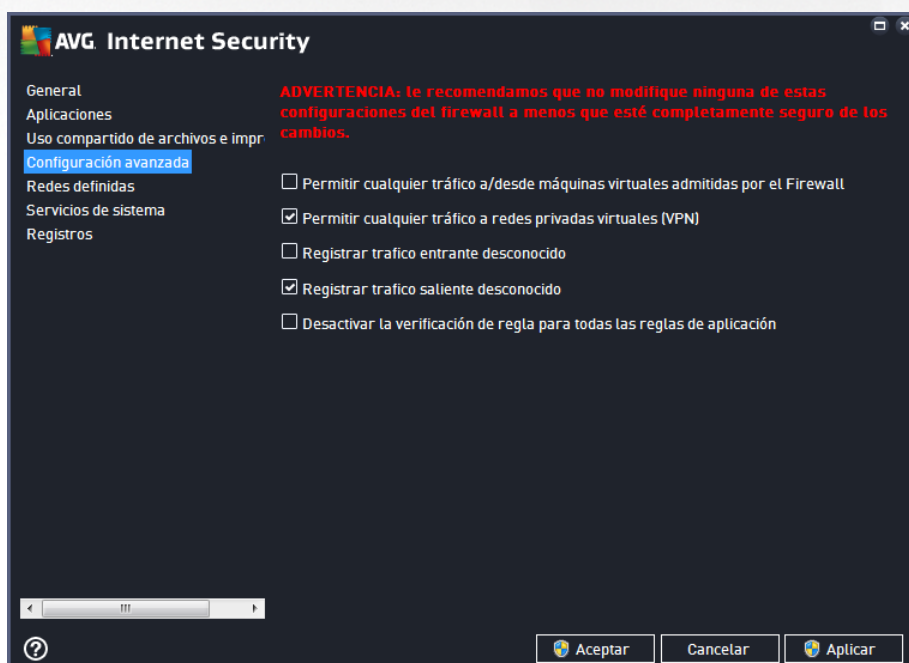 AVG. Internet Security
General
Aplicaciones
Uso compartido de archivos e impr
Configuración avanzada
Redes definidas
Servicios de sistema
Registros
ADVERTENCIA: le recomendamos que no modifique ninguna de estas
configuraciones del firewall a menos que esté completamente seguro de los
cambios.
Permitir cualquier tráfico a/desde máquinas virtuales admitidas por el Firewall
Permitir cualquier tráfico a redes privadas virtuales (VPN)
Registrar trafico entrante desconocido
Registrar trafico saliente desconocido
Desactivar la verificación de regla para todas las reglas de aplicación
Aceptar
Cancelar
Aplicar